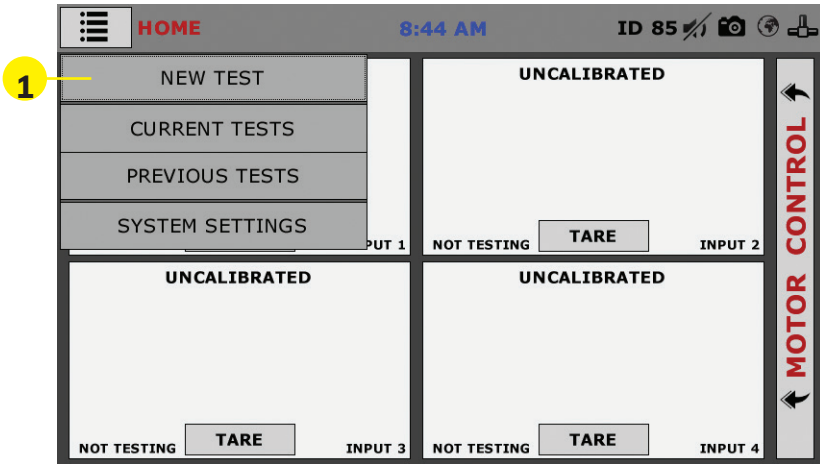 HOME 8:44 AM ID 85
1
NEW TEST
CURRENT TESTS
PREVIOUS TESTS
SYSTEM SETTINGS
PUT 1
UNCALIBRATED
NOT TESTING TARE INPUT 2
UNCALIBRATED
NOT TESTING TARE INPUT 3
UNCALIBRATED
NOT TESTING TARE INPUT 4
MOTOR CONTROL